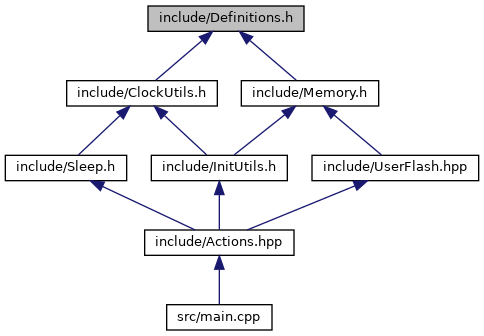 include/Definitions.h
include/ClockUtils.h
include/Memory.h
include/Sleep.h
include/InitUtils.h
include/UserFlash.hpp
include/Actions.hpp
src/main.cpp